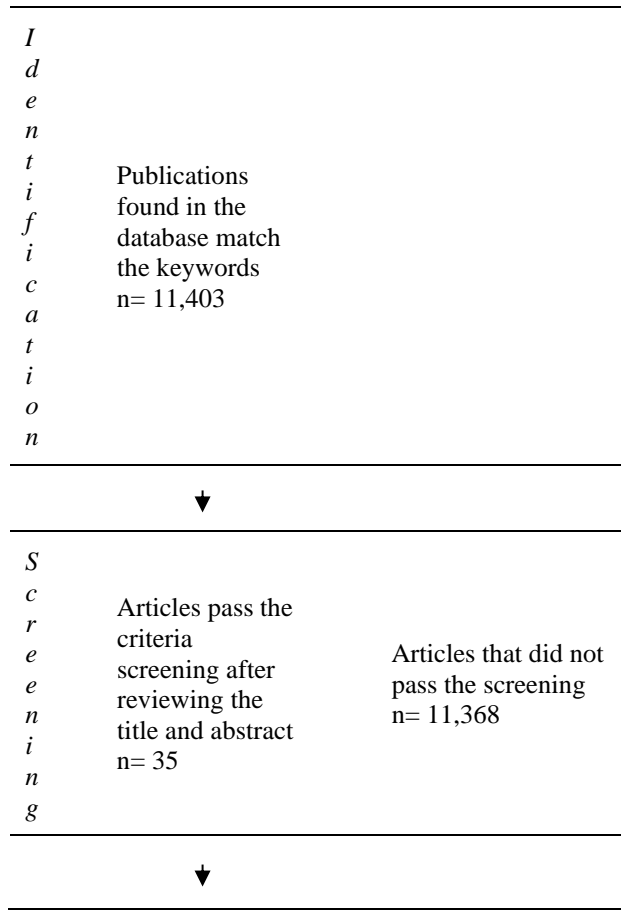 I
d
e
n
t
i
f
i
c
a
t
i
o
n
Publications
found in the
database match
the keywords
n= 11,403
S
c
r
e
e
n
i
n
g
Articles pass the
criteria
screening after
reviewing the
title and abstract
n= 35
Articles that did not
pass the screening
n= 11,368